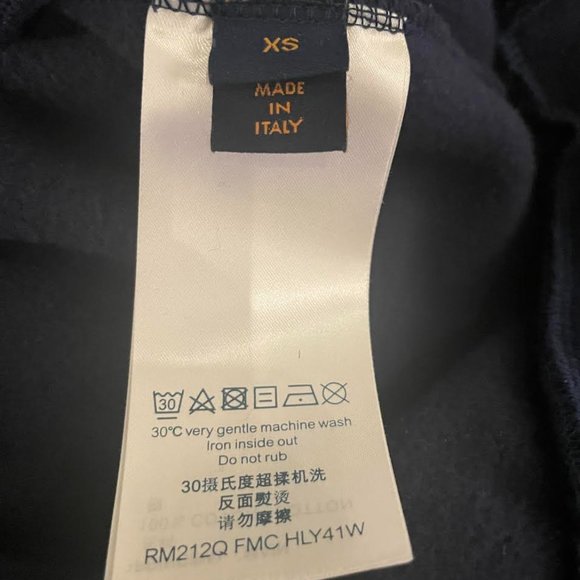 XS
MADE
IN
ITALY
30
30℃ very gentle machine wash
Iron inside out
Do not rub
30摄氏度超揉机洗
反面熨烫
请勿摩擦
RM212Q FMC HLY41W